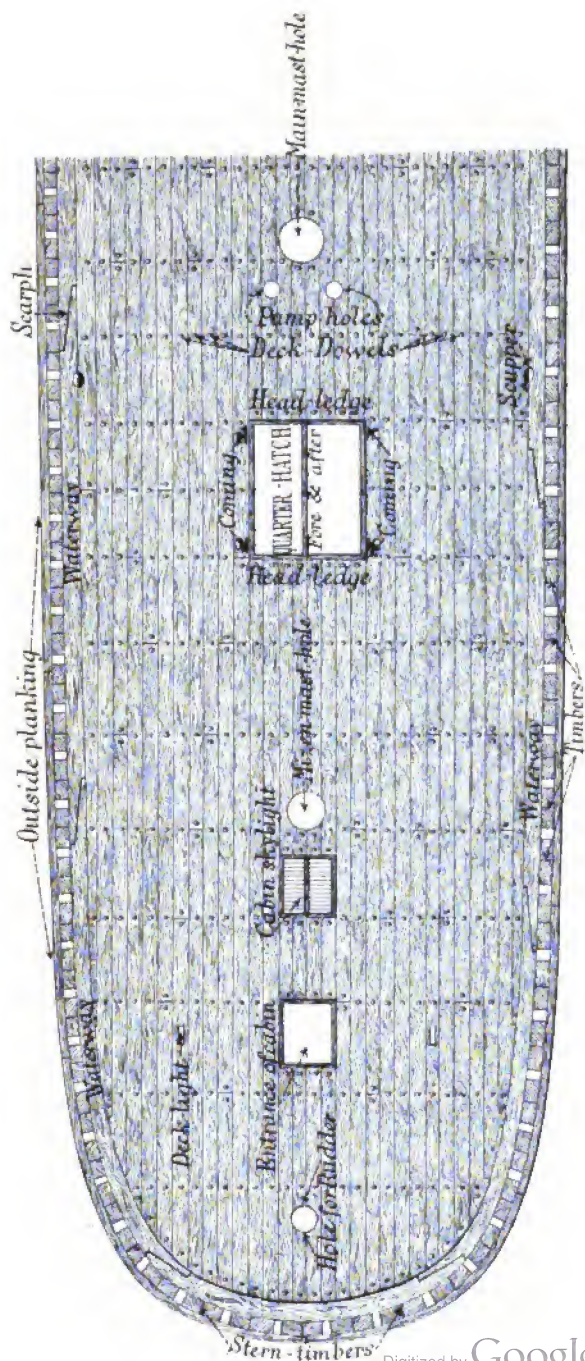 Main-mast-hole
Scarph
Pump holes
Deck-Dowels
Scupper
Head-ledge
Coming
QUARTER-HATCH
Fore & after
Coming
Head-ledge
Waterway
Outside planking
Mizen-mast-hole
Cabin skylight
Waterway
Timbers
Waterway
Deck light
Entrance of cabin
Hole for Rudder
Stern-timbers
Digitized by Google